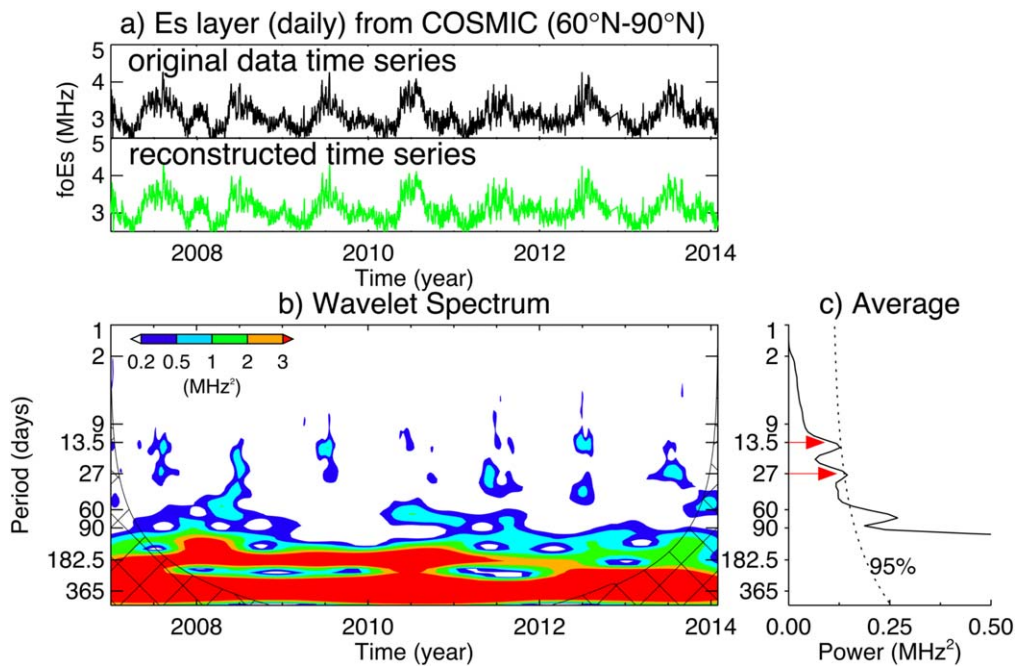 a) Es layer (daily) from COSMIC (60°N-90°N)
5
original data time series
4
3
foEs (MHz)
5
reconstructed time series
4
3
2008 2010 2012 2014
Time (year)
b) Wavelet Spectrum
c) Average
1
2
9
13.5
27
60
90
182.5
365
Period (days)
0.2 0.5 1 2 3
(MHz²)
2008 2010 2012 2014
Time (year)
1
2
9
13.5
27
60
90
182.5
365
95%
0.00 0.25 0.50
Power (MHz²)